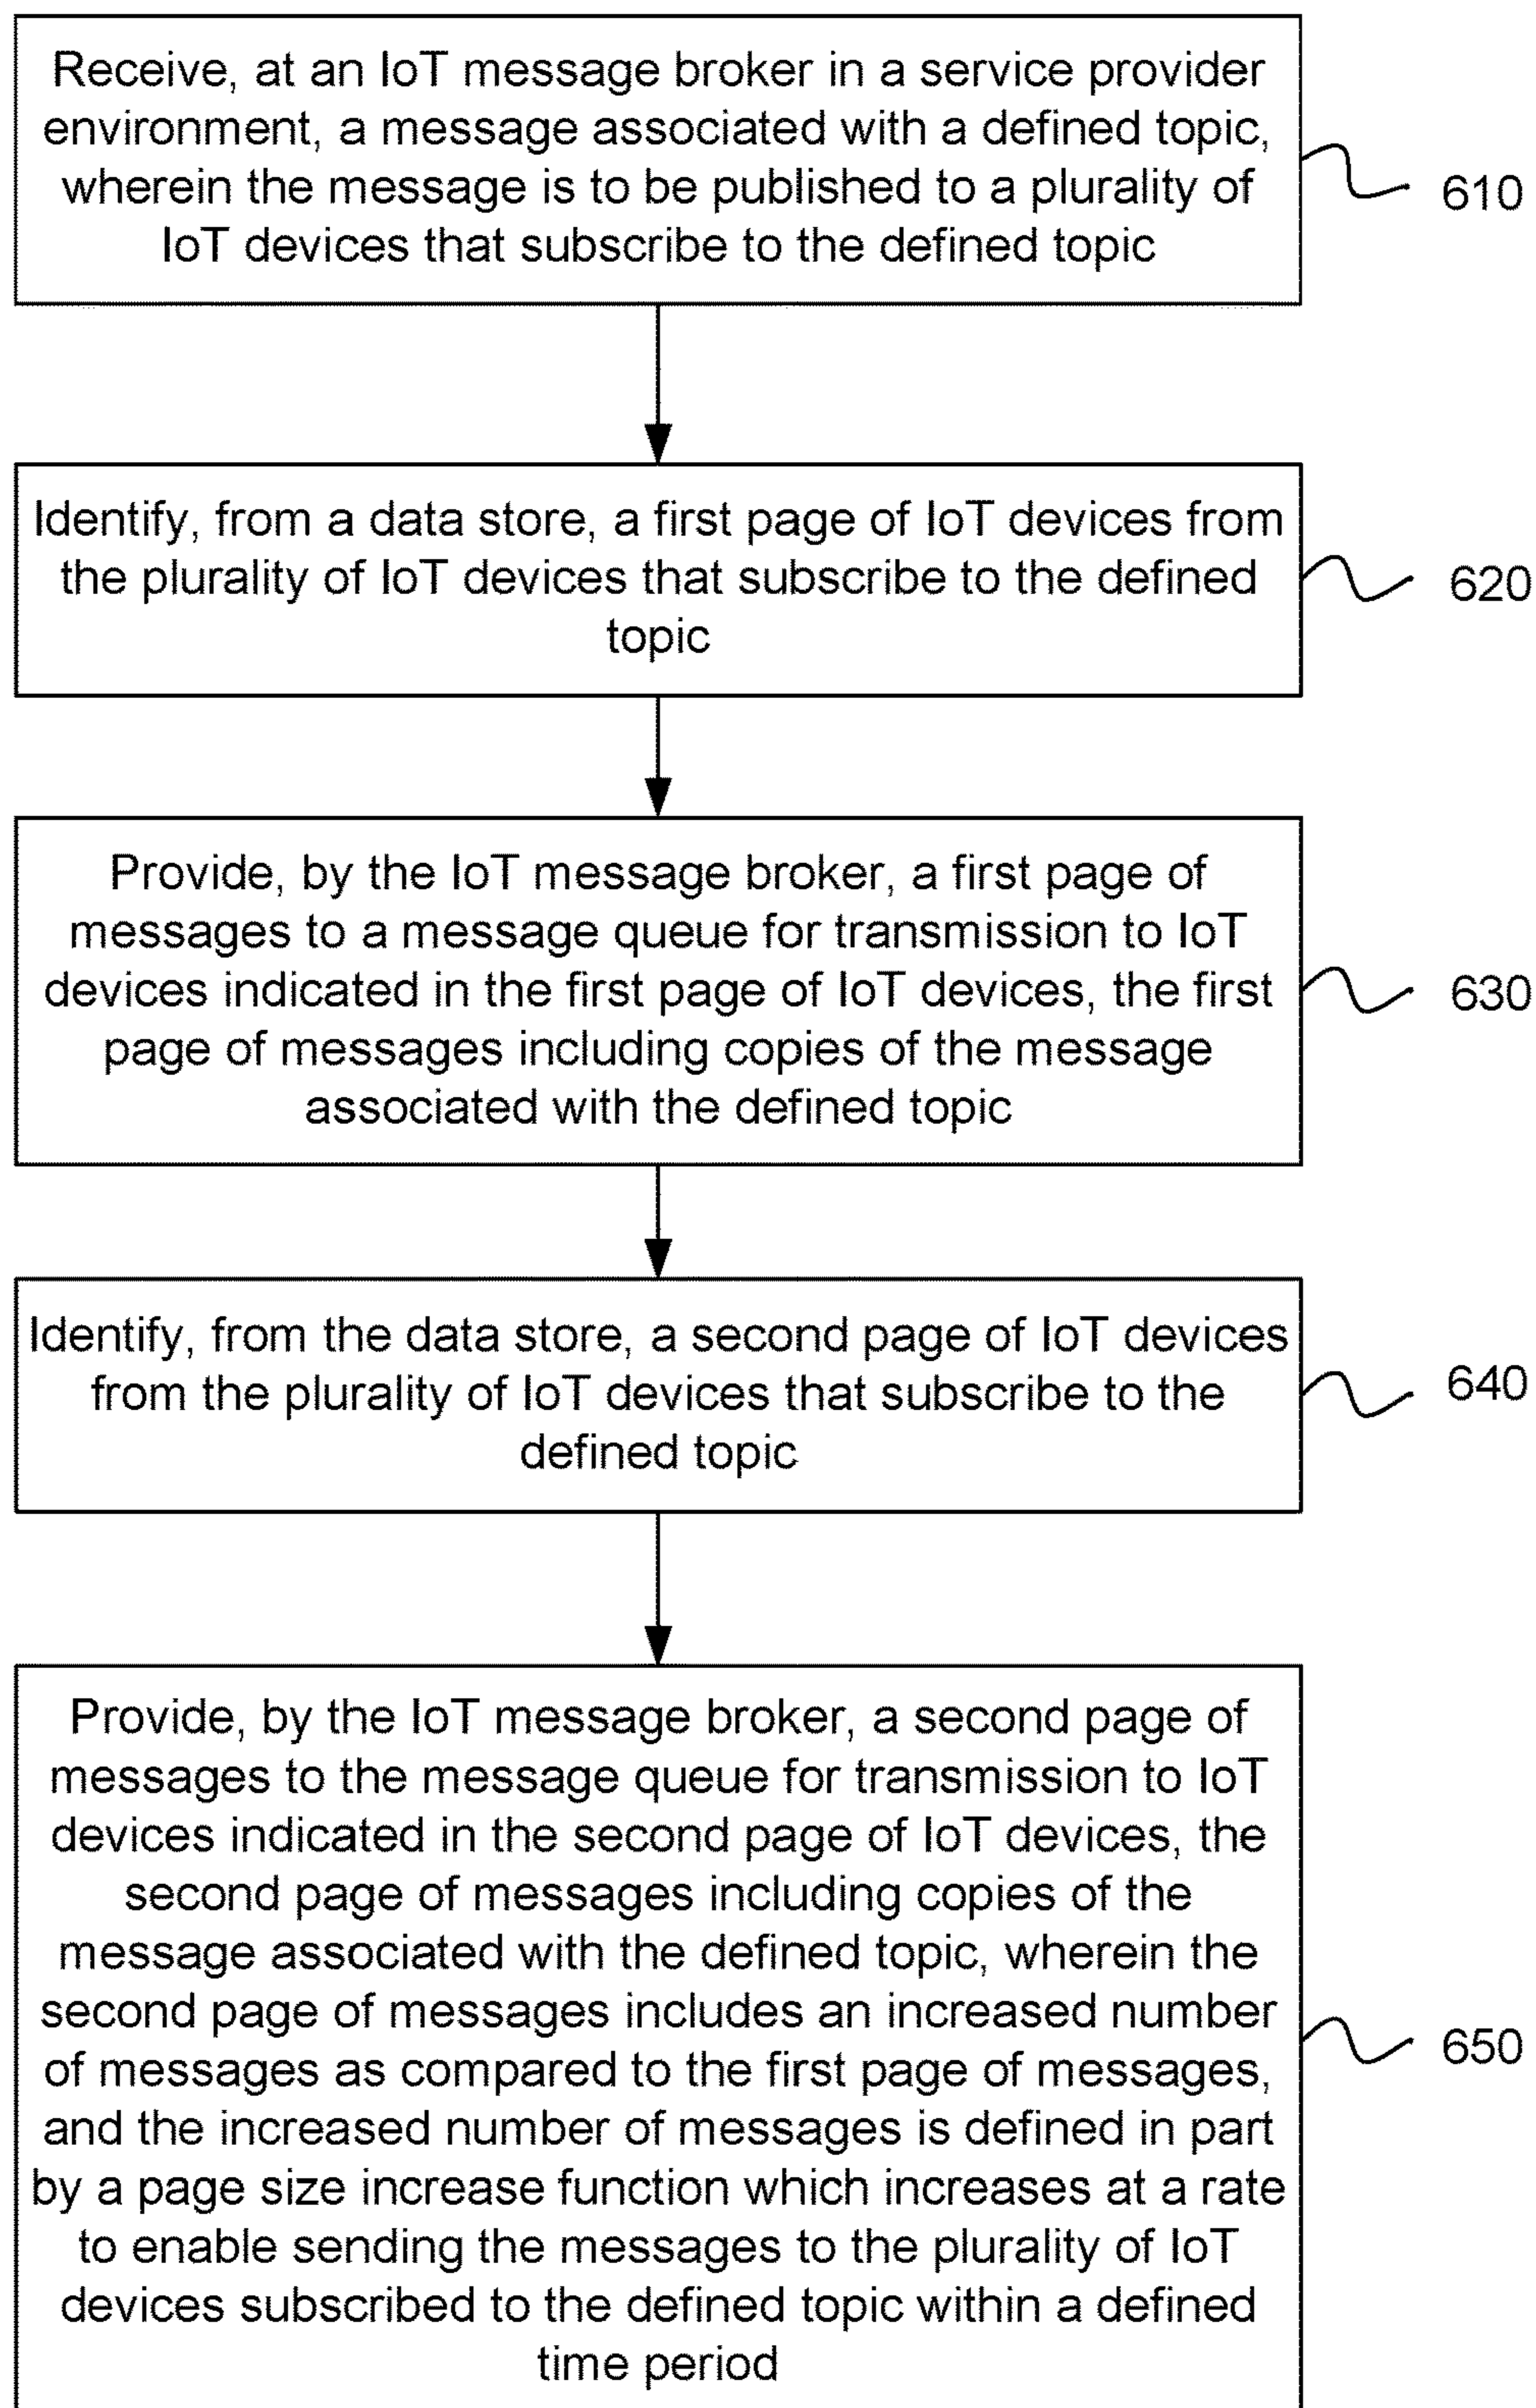 Receive, at an IoT message broker in a service provider
environment, a message associated with a defined topic,
wherein the message is to be published to a plurality of
IoT devices that subscribe to the defined topic
610
Identify, from a data store, a first page of IoT devices from
the plurality of IoT devices that subscribe to the defined
topic
620
Provide, by the IoT message broker, a first page of
messages to a message queue for transmission to IoT
devices indicated in the first page of IoT devices, the first
page of messages including copies of the message
associated with the defined topic
630
Identify, from the data store, a second page of IoT devices
from the plurality of IoT devices that subscribe to the
defined topic
640
Provide, by the IoT message broker, a second page of
messages to the message queue for transmission to IoT
devices indicated in the second page of IoT devices, the
second page of messages including copies of the
message associated with the defined topic, wherein the
second page of messages includes an increased number
of messages as compared to the first page of messages,
and the increased number of messages is defined in part
by a page size increase function which increases at a rate
to enable sending the messages to the plurality of IoT
devices subscribed to the defined topic within a defined
time period
650